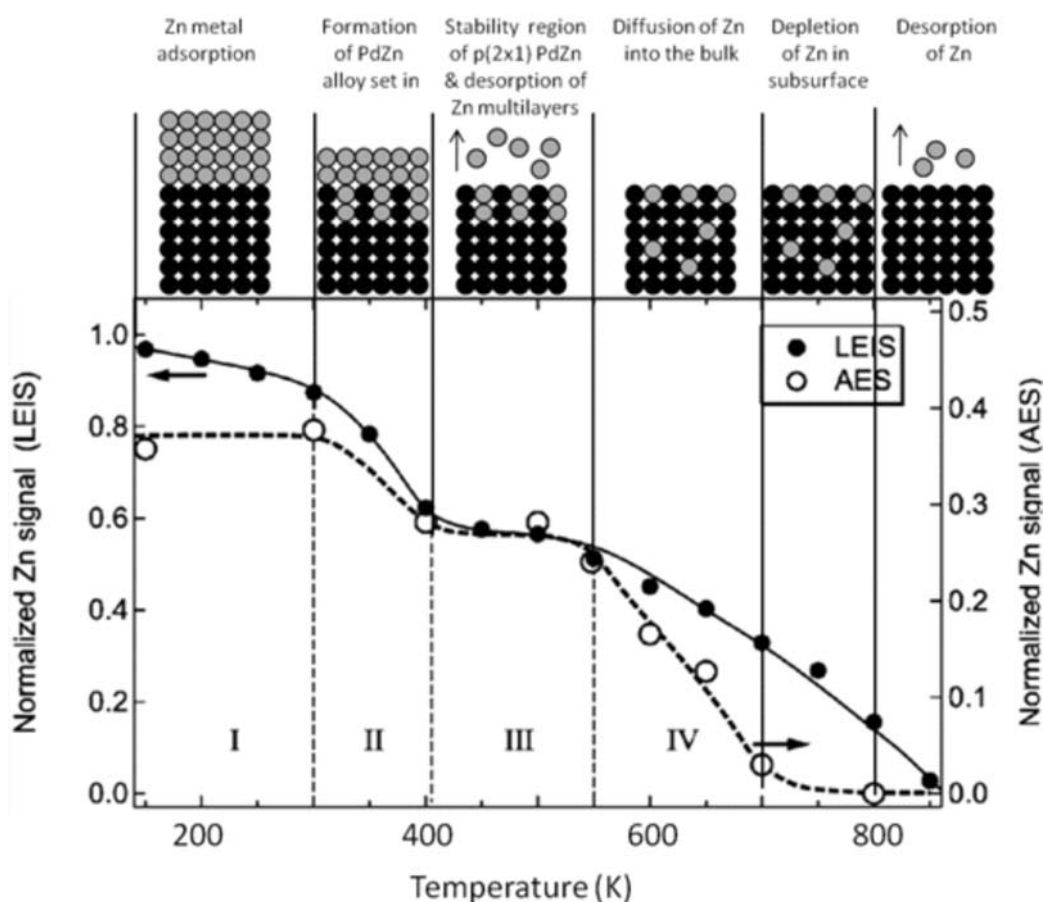 Zn metal
adsorption
Formation
of PdZn
alloy set in
Stability region
of p(2x1) PdZn
& desorption of
Zn multilayers
Diffusion of Zn
into the bulk
Depletion
of Zn in
subsurface
Desorption
of Zn
Normalized Zn signal (LEIS)
1.0
0.8
0.6
0.4
0.2
0.0
LEIS
AES
I
II
III
IV
0.5
0.4
0.3
0.2
0.1
0.0
Normalized Zn signal (AES)
200
400
600
800
Temperature (K)